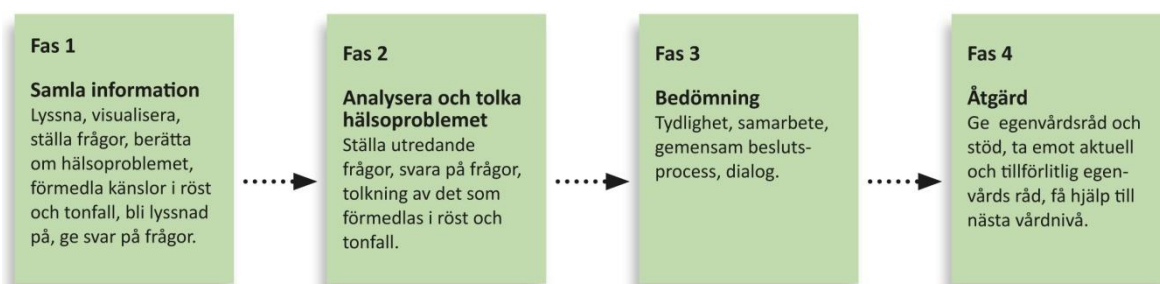 Fas 1
Samla information
Lyssna, visualisera,
ställa frågor, berätta
om hälsoproblemet,
förmedla känslor i röst
och tonfall, bli lyssnad
på, ge svar på frågor.
Fas 2
Analysera och tolka
hälsoproblemet
Ställa utredande
frågor, svara på frågor,
tolkning av det som
förmedlas i röst och
tonfall.
Fas 3
Bedömning
Tydlighet, samarbete,
gemensam besluts-
process, dialog.
Fas 4
Åtgärd
Ge egenvårdsråd och
stöd, ta emot aktuell
och tillförlitlig egen-
vårds råd, få hjälp till
nästa vårdnivå.